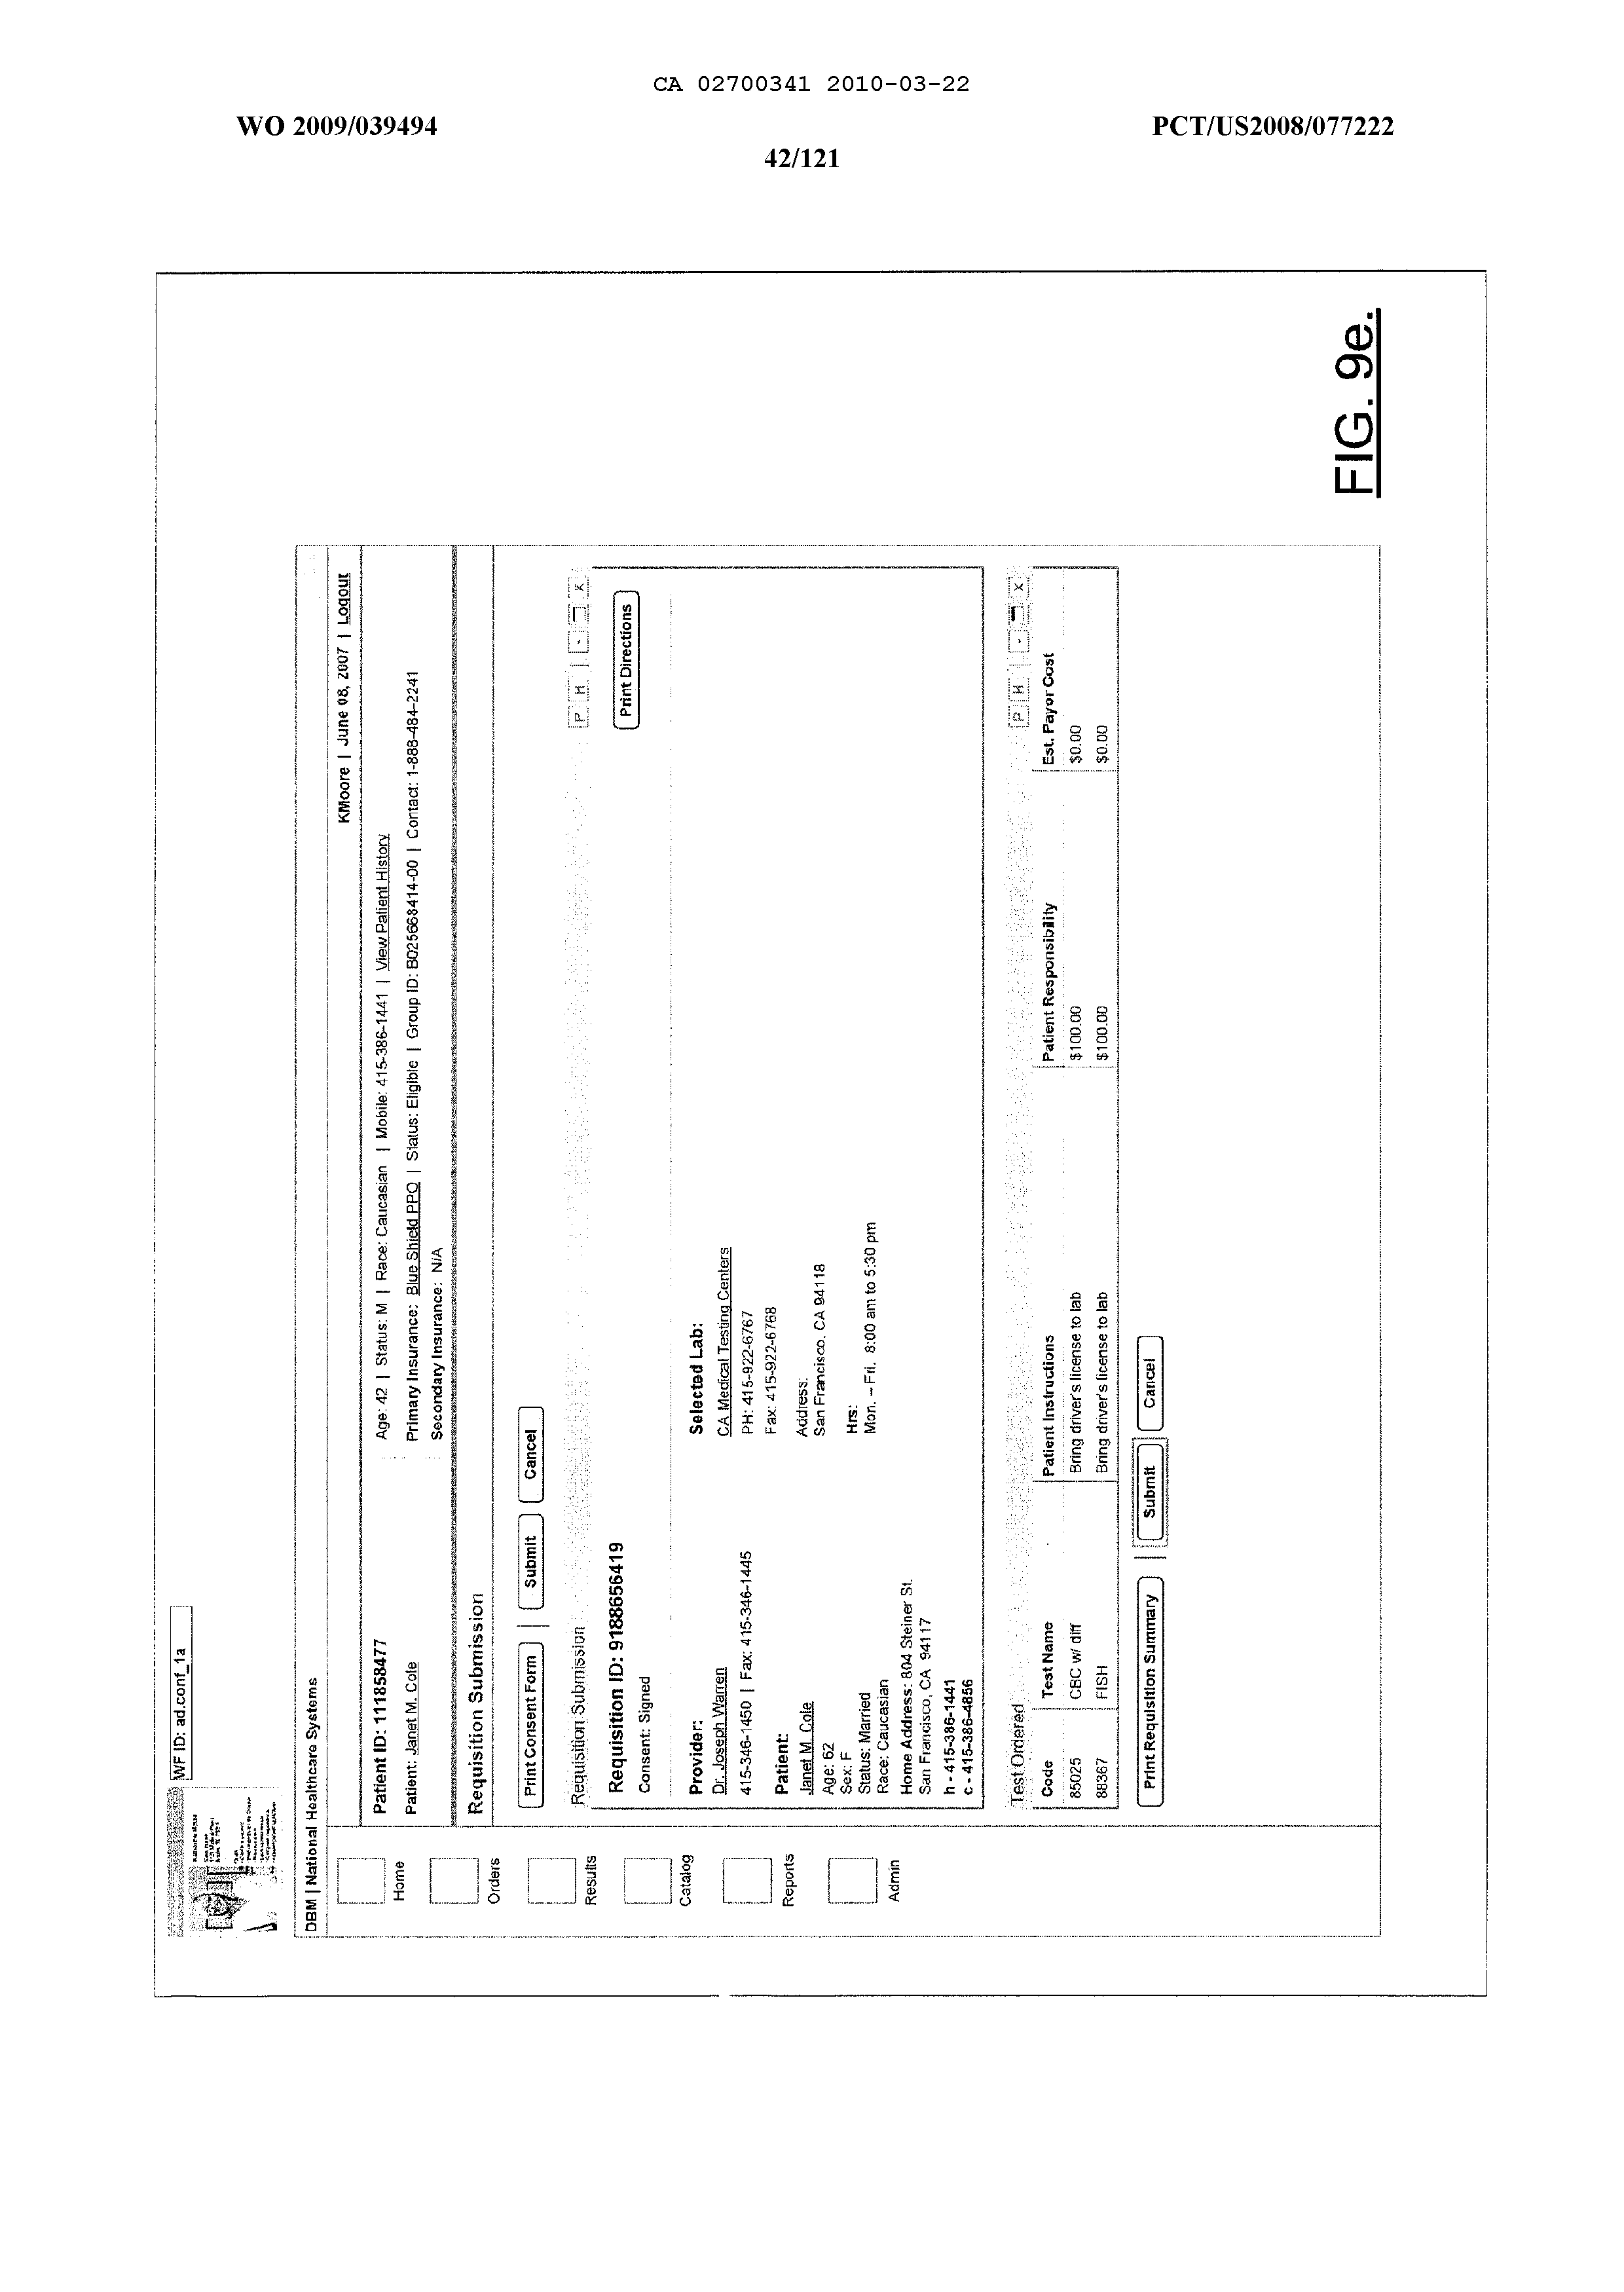 CA 02700341 2010-03-22
WO 2009/039494
PCT/US2008/077222
42/121
WF ID: ad.conf_1a
DBM | National Healthcare Systems
KMoore | June 08, 2007 | Logout
Home
Orders
Results
Catalog
Reports
Admin
Patient ID: 111858477
Patient: Janet M. Cole
Age: 42 | Status: M | Race: Caucasian | Mobile: 415-386-1441 | View Patient History
Primary Insurance: Blue Shield PPO | Status: Eligible | Group ID: B025668414-00 | Contact: 1-888-484-2241
Secondary Insurance: N/A
Requisition Submission
Print Consent Form | Submit Cancel
Requisition Submission
P H | - X
Requisition ID: 918865419
Consent: Signed
Print Directions
Provider:
Dr. Joseph Warren
415-346-1450 | Fax: 415-346-1445
Patient:
Janet M. Cole
Age: 62
Sex: F
Status: Married
Race: Caucasian
Home Address: 804 Steiner St.
San Francisco, CA 94117
h - 415-386-1441
c - 415-386-4856
Selected Lab:
CA Medical Testing Centers
PH: 415-922-6767
Fax: 415-922-6768
Address:
San Francisco, CA 94118
Hrs:
Mon. – Fri. 8:00 am to 5:30 pm
Test Ordered
P H | - X
Code Test Name Patient Instructions Patient Responsibility Est. Payor Cost
85025 CBC w/ diff Bring driver's license to lab $100.00 $0.00
88367 FISH Bring driver's license to lab $100.00 $0.00
Print Requisition Summary | Submit Cancel
FIG. 9e.